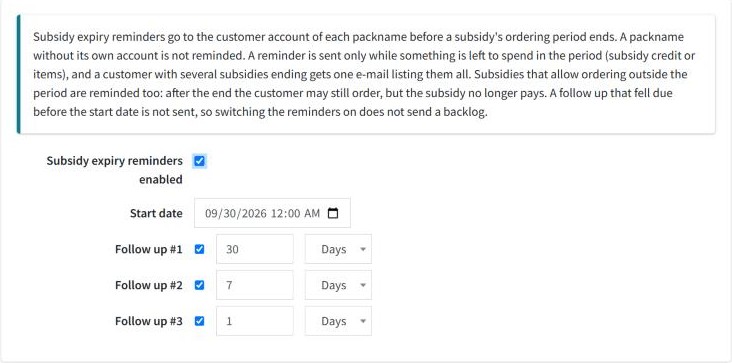 Subsidy expiry reminders go to the customer account of each packname before a subsidy's ordering period ends. A packname
without its own account is not reminded. A reminder is sent only while something is left to spend in the period (subsidy credit or
items), and a customer with several subsidies ending gets one e-mail listing them all. Subsidies that allow ordering outside the
period are reminded too: after the end the customer may still order, but the subsidy no longer pays. A follow up that fell due
before the start date is not sent, so switching the reminders on does not send a backlog.
Subsidy expiry reminders
enabled
Start date 09/30/2026 12:00 AM
Follow up #1 30 Days
Follow up #2 7 Days
Follow up #3 1 Days